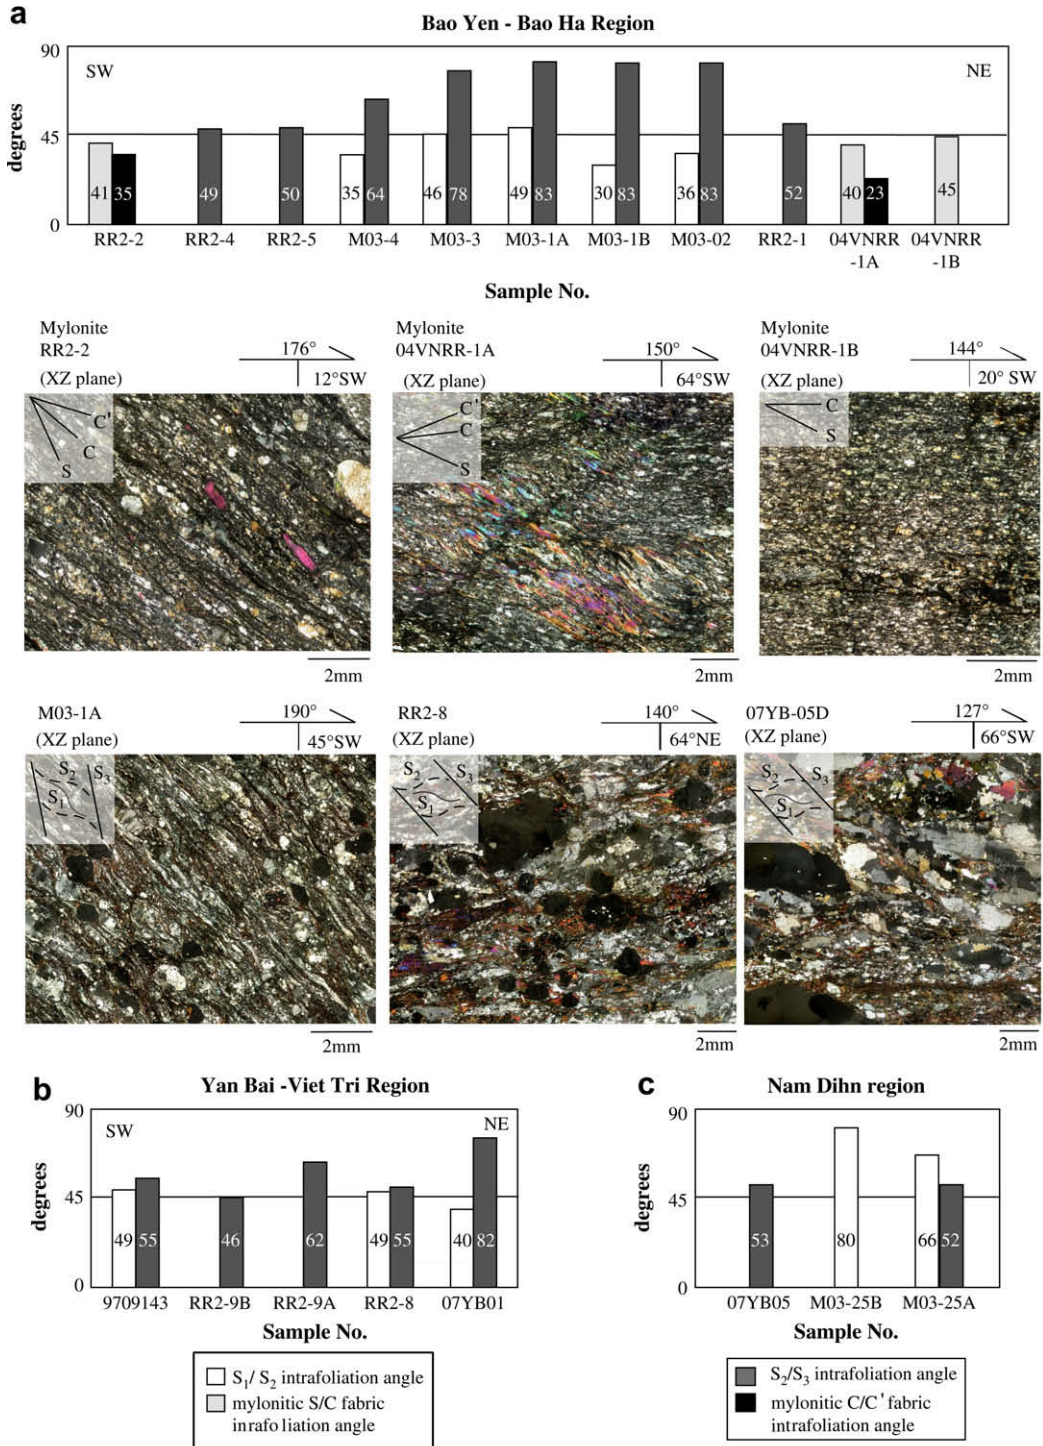 a
Bao Yen - Bao Ha Region
90
SW
NE
degrees
45
41 35 49 50 35 64 46 78 49 83 30 83 36 83 52 40 23 45
0
RR2-2 RR2-4 RR2-5 M03-4 M03-3 M03-1A M03-1B M03-02 RR2-1 04VNRR 04VNRR
-1A -1B
Sample No.
Mylonite
RR2-2
(XZ plane)
176°
12°SW
C'
C
S
2mm
Mylonite
04VNRR-1A
(XZ plane)
150°
64°SW
C'
C
S
2mm
Mylonite
04VNRR-1B
(XZ plane)
144°
20° SW
C
S
2mm
M03-1A
(XZ plane)
190°
45°SW
S2 S3
S1
2mm
RR2-8
(XZ plane)
140°
64°NE
S2 S3
S1
2mm
07YB-05D
(XZ plane)
127°
66°SW
S2 S3
S1
2mm
b
Yan Bai -Viet Tri Region
90
SW
NE
degrees
45
49 55 46 62 49 55 40 82
0
9709143 RR2-9B RR2-9A RR2-8 07YB01
Sample No.
S1/ S2 intrafoliation angle
mylonitic S/C fabric
inrafo liation angle
c
Nam Dihn region
90
degrees
45
53 80 66 52
0
07YB05 M03-25B M03-25A
Sample No.
S2/S3 intrafoliation angle
mylonitic C/C' fabric
intrafoliation angle